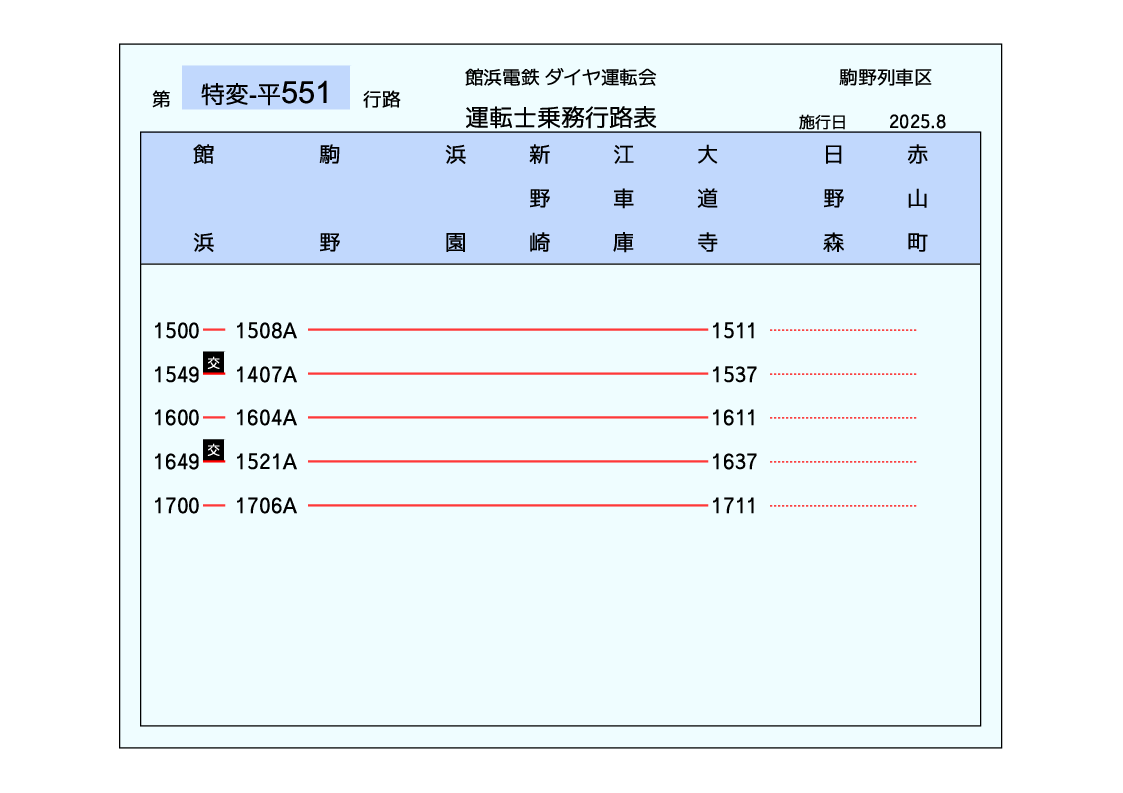 館浜電鉄 ダイヤ運転会 駒野列車区
第 特変-平551 行路 運転士乗務行路表 施行日 2025.8
館浜 駒野 浜園 新野崎 江車庫 大道寺 日野森 赤山町
1500 1508A 1511
1549 交 1407A 1537
1600 1604A 1611
1649 交 1521A 1637
1700 1706A 1711